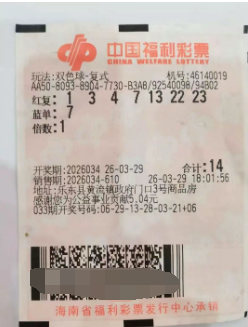 中国福利彩票
CHINA WELFARE LOTTERY
玩法:双色球-复式 机号:46140019
AA50-8093-8904-7730-B3AB/92540098/94B02
红复: 1 3 4 7 13 22 23
蓝单: 7
倍数:1
开奖期:2026034 26-03-29 合计:14
销售期:2026034-610 26-03-29 18:01:56
地址:乐东县黄流镇政府门口3号商品房
感谢您为公益事业贡献5.04元
033期开奖号码:06-29-13-28-03-21+06
海南省福利彩票发行中心承销